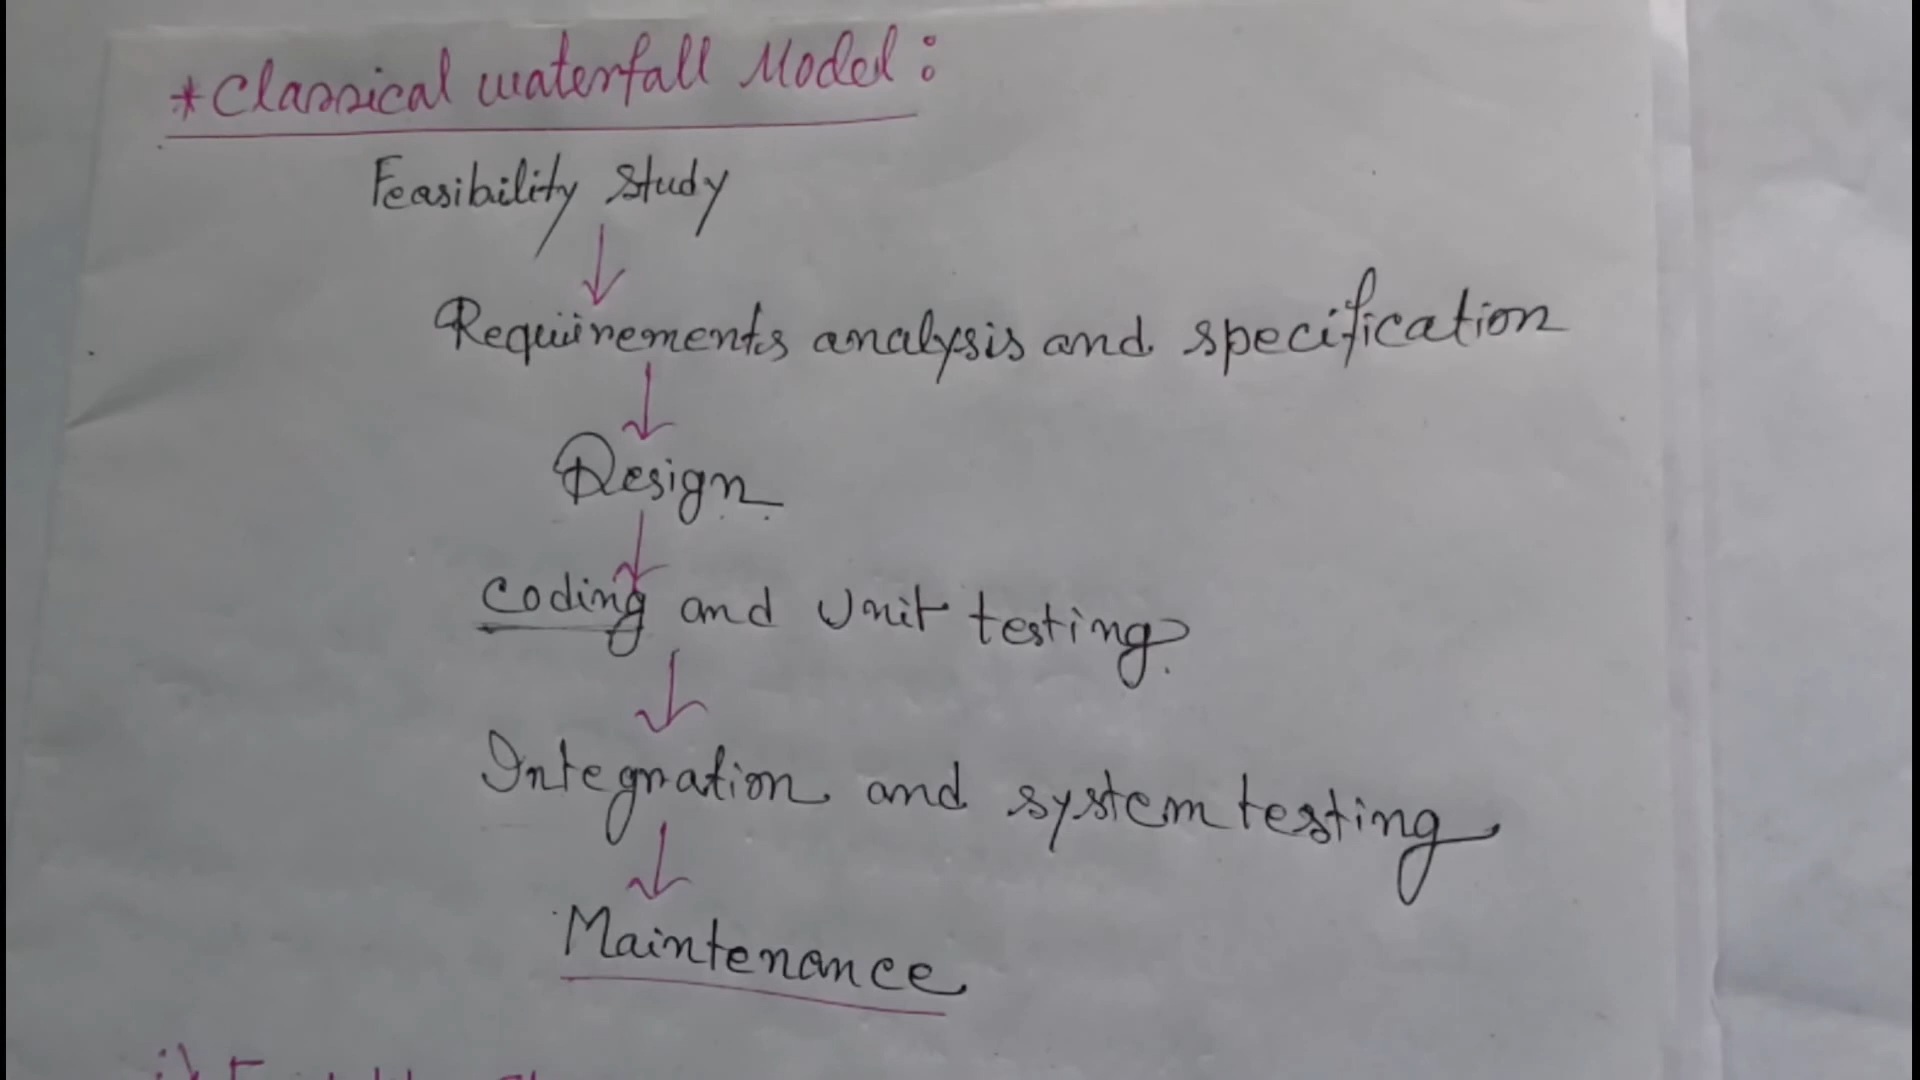 *Classical waterfall Model:
Feasibility study
↓
Requirements analysis and specification
↓
Design
↓
Coding and Unit testing.
↓
Integration and system testing
↓
Maintenance